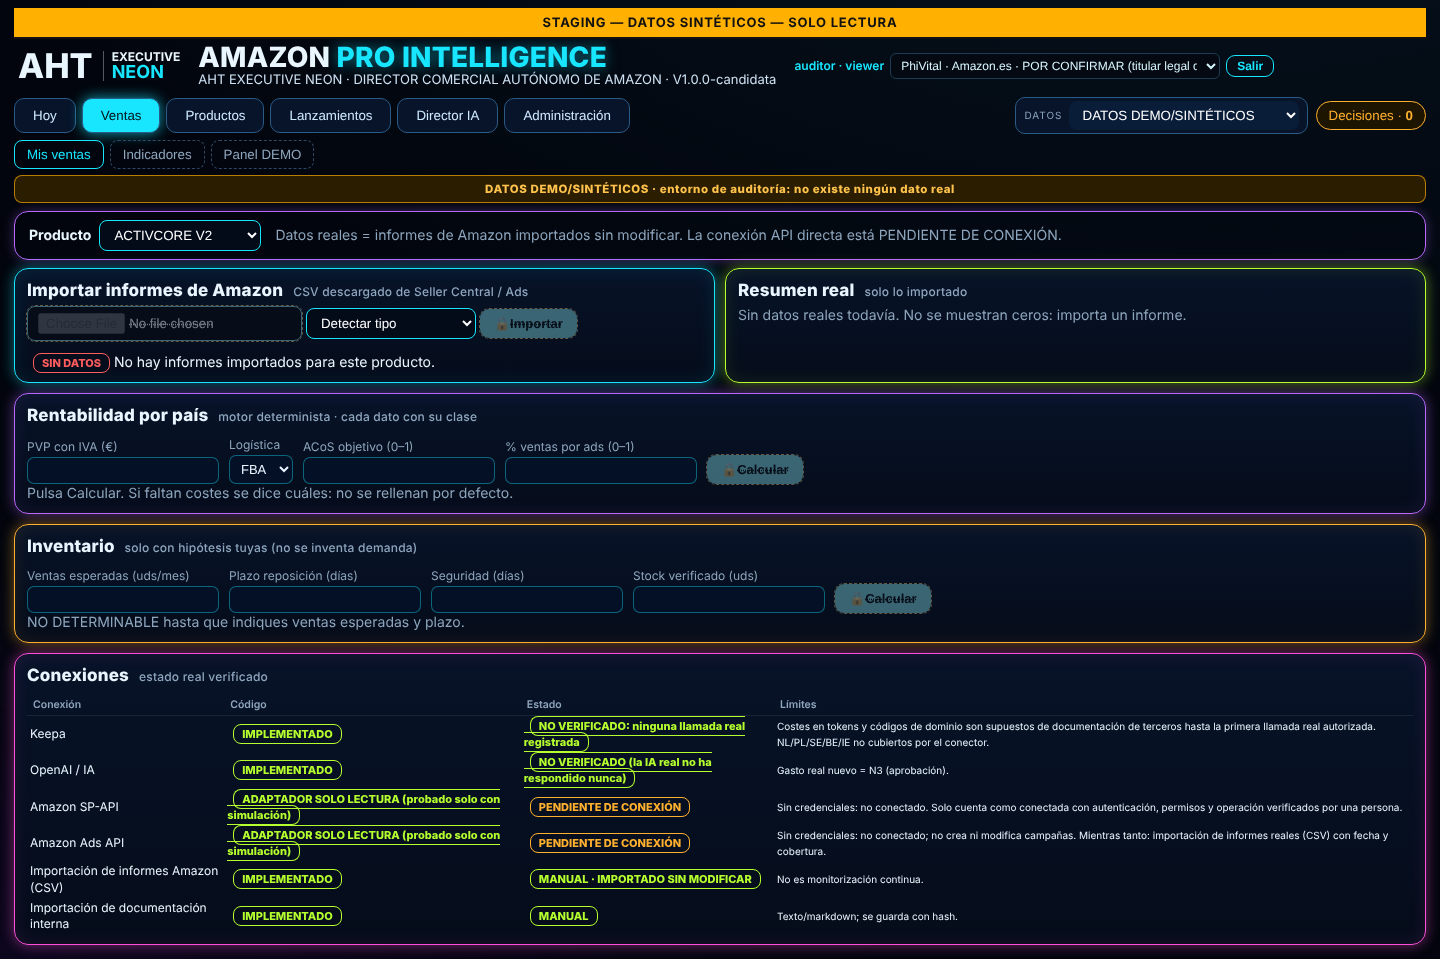 STAGING — DATOS SINTÉTICOS — SOLO LECTURA
AHT EXECUTIVE NEON
AMAZON PRO INTELLIGENCE
AHT EXECUTIVE NEON · DIRECTOR COMERCIAL AUTÓNOMO DE AMAZON · V1.0.0-candidata
auditor · viewer
PhiVital · Amazon.es · POR CONFIRMAR (titular legal c
Salir
Hoy
Ventas
Productos
Lanzamientos
Director IA
Administración
DATOS DATOS DEMO/SINTÉTICOS
Decisiones · 0
Mis ventas
Indicadores
Panel DEMO
DATOS DEMO/SINTÉTICOS · entorno de auditoría: no existe ningún dato real
Producto ACTIVCORE V2 Datos reales = informes de Amazon importados sin modificar. La conexión API directa está PENDIENTE DE CONEXIÓN.
Importar informes de Amazon CSV descargado de Seller Central / Ads
Choose File No file chosen
Detectar tipo
Importar
SIN DATOS No hay informes importados para este producto.
Resumen real solo lo importado
Sin datos reales todavía. No se muestran ceros: importa un informe.
Rentabilidad por país motor determinista · cada dato con su clase
PVP con IVA (€)
Logística
ACoS objetivo (0–1)
% ventas por ads (0–1)
FBA
Calcular
Pulsa Calcular. Si faltan costes se dice cuáles: no se rellenan por defecto.
Inventario solo con hipótesis tuyas (no se inventa demanda)
Ventas esperadas (uds/mes)
Plazo reposición (días)
Seguridad (días)
Stock verificado (uds)
Calcular
NO DETERMINABLE hasta que indiques ventas esperadas y plazo.
Conexiones estado real verificado
Conexión Código Estado Límites
Keepa
IMPLEMENTADO
NO VERIFICADO: ninguna llamada real
registrada
Costes en tokens y códigos de dominio son supuestos de documentación de terceros hasta la primera llamada real autorizada.
NL/PL/SE/BE/IE no cubiertos por el conector.
OpenAI / IA
IMPLEMENTADO
NO VERIFICADO (la IA real no ha
respondido nunca)
Gasto real nuevo = N3 (aprobación).
Amazon SP-API
ADAPTADOR SOLO LECTURA (probado solo con
simulación)
PENDIENTE DE CONEXIÓN
Sin credenciales: no conectado. Solo cuenta como conectada con autenticación, permisos y operación verificados por una persona.
Amazon Ads API
ADAPTADOR SOLO LECTURA (probado solo con
simulación)
PENDIENTE DE CONEXIÓN
Sin credenciales: no conectado; no crea ni modifica campañas. Mientras tanto: importación de informes reales (CSV) con fecha y
cobertura.
Importación de informes Amazon
(CSV)
IMPLEMENTADO
MANUAL · IMPORTADO SIN MODIFICAR
No es monitorización continua.
Importación de documentación
interna
IMPLEMENTADO
MANUAL
Texto/markdown; se guarda con hash.